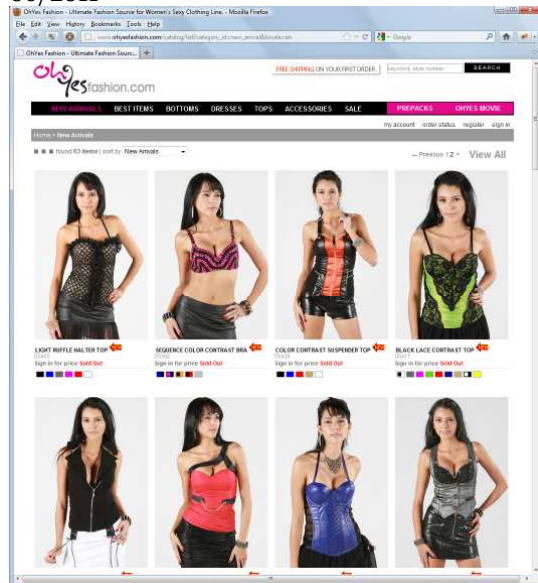 OhYes Fashion - Ultimate Fashion Source for Women's Sexy Clothing Line. - Mozilla Firefox
File Edit View History Bookmarks Tools Help
Google
OhYes Fashion - Ultimate Fashion Sourc...
ohyesfashion.com
FREE SHIPPING ON YOUR FIRST ORDER
keyword, style number
SEARCH
NEW ARRIVALS BEST ITEMS BOTTOMS DRESSES TOPS ACCESSORIES SALE PREPACKS OHYES MOVIE
my account order status register sign in
Home > New Arrivals
found 63 items | sort by New Arrivals
Previous 1 2
View All
LIGHT RUFFLE HALTER TOP
Sign in for price Sold Out
SEQUENCE COLOR CONTRAST BRA
Sign in for price Sold Out
COLOR CONTRAST SUSPENDER TOP
Sign in for price Sold Out
BLACK LACE CONTRAST TOP
Sign in for price Sold Out